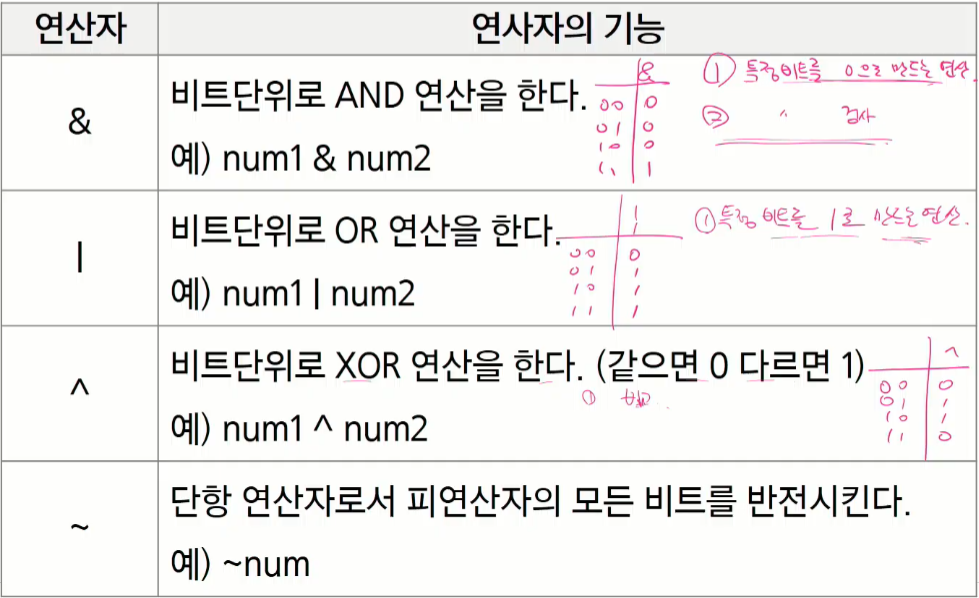 연산자 연사자의 기능
&
비트단위로 AND 연산을 한다.
예) num1 & num2
&
00 0
01 0
10 0
11 1
① 특정비트를 0으로 만드는 연산.
② 〃 검사
|
비트단위로 OR 연산을 한다.
예) num1 | num2
|
00 0
01 1
10 1
11 1
① 특정 비트를 1로 만드는 연산.
^
비트단위로 XOR 연산을 한다. (같으면 0 다르면 1)
① 비교.
예) num1 ^ num2
^
00 0
01 1
10 1
11 0
~
단항 연산자로서 피연산자의 모든 비트를 반전시킨다.
예) ~num